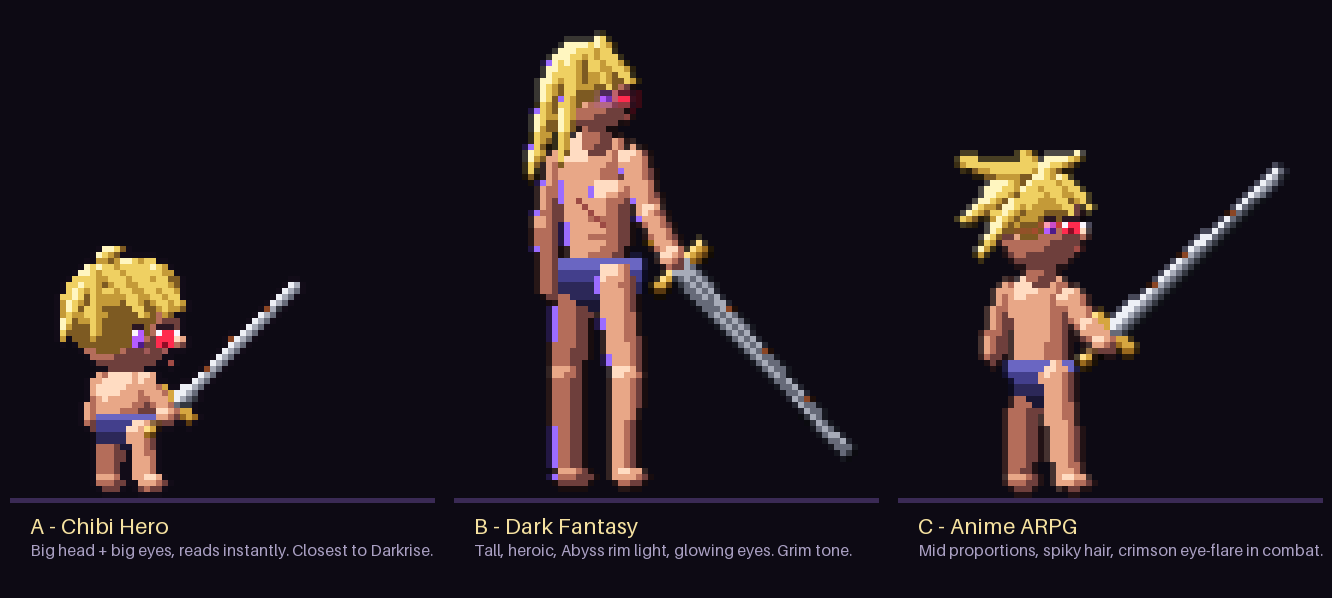 A - Chibi Hero
Big head + big eyes, reads instantly. Closest to Darkrise.
B - Dark Fantasy
Tall, heroic, Abyss rim light, glowing eyes. Grim tone.
C - Anime ARPG
Mid proportions, spiky hair, crimson eye-flare in combat.